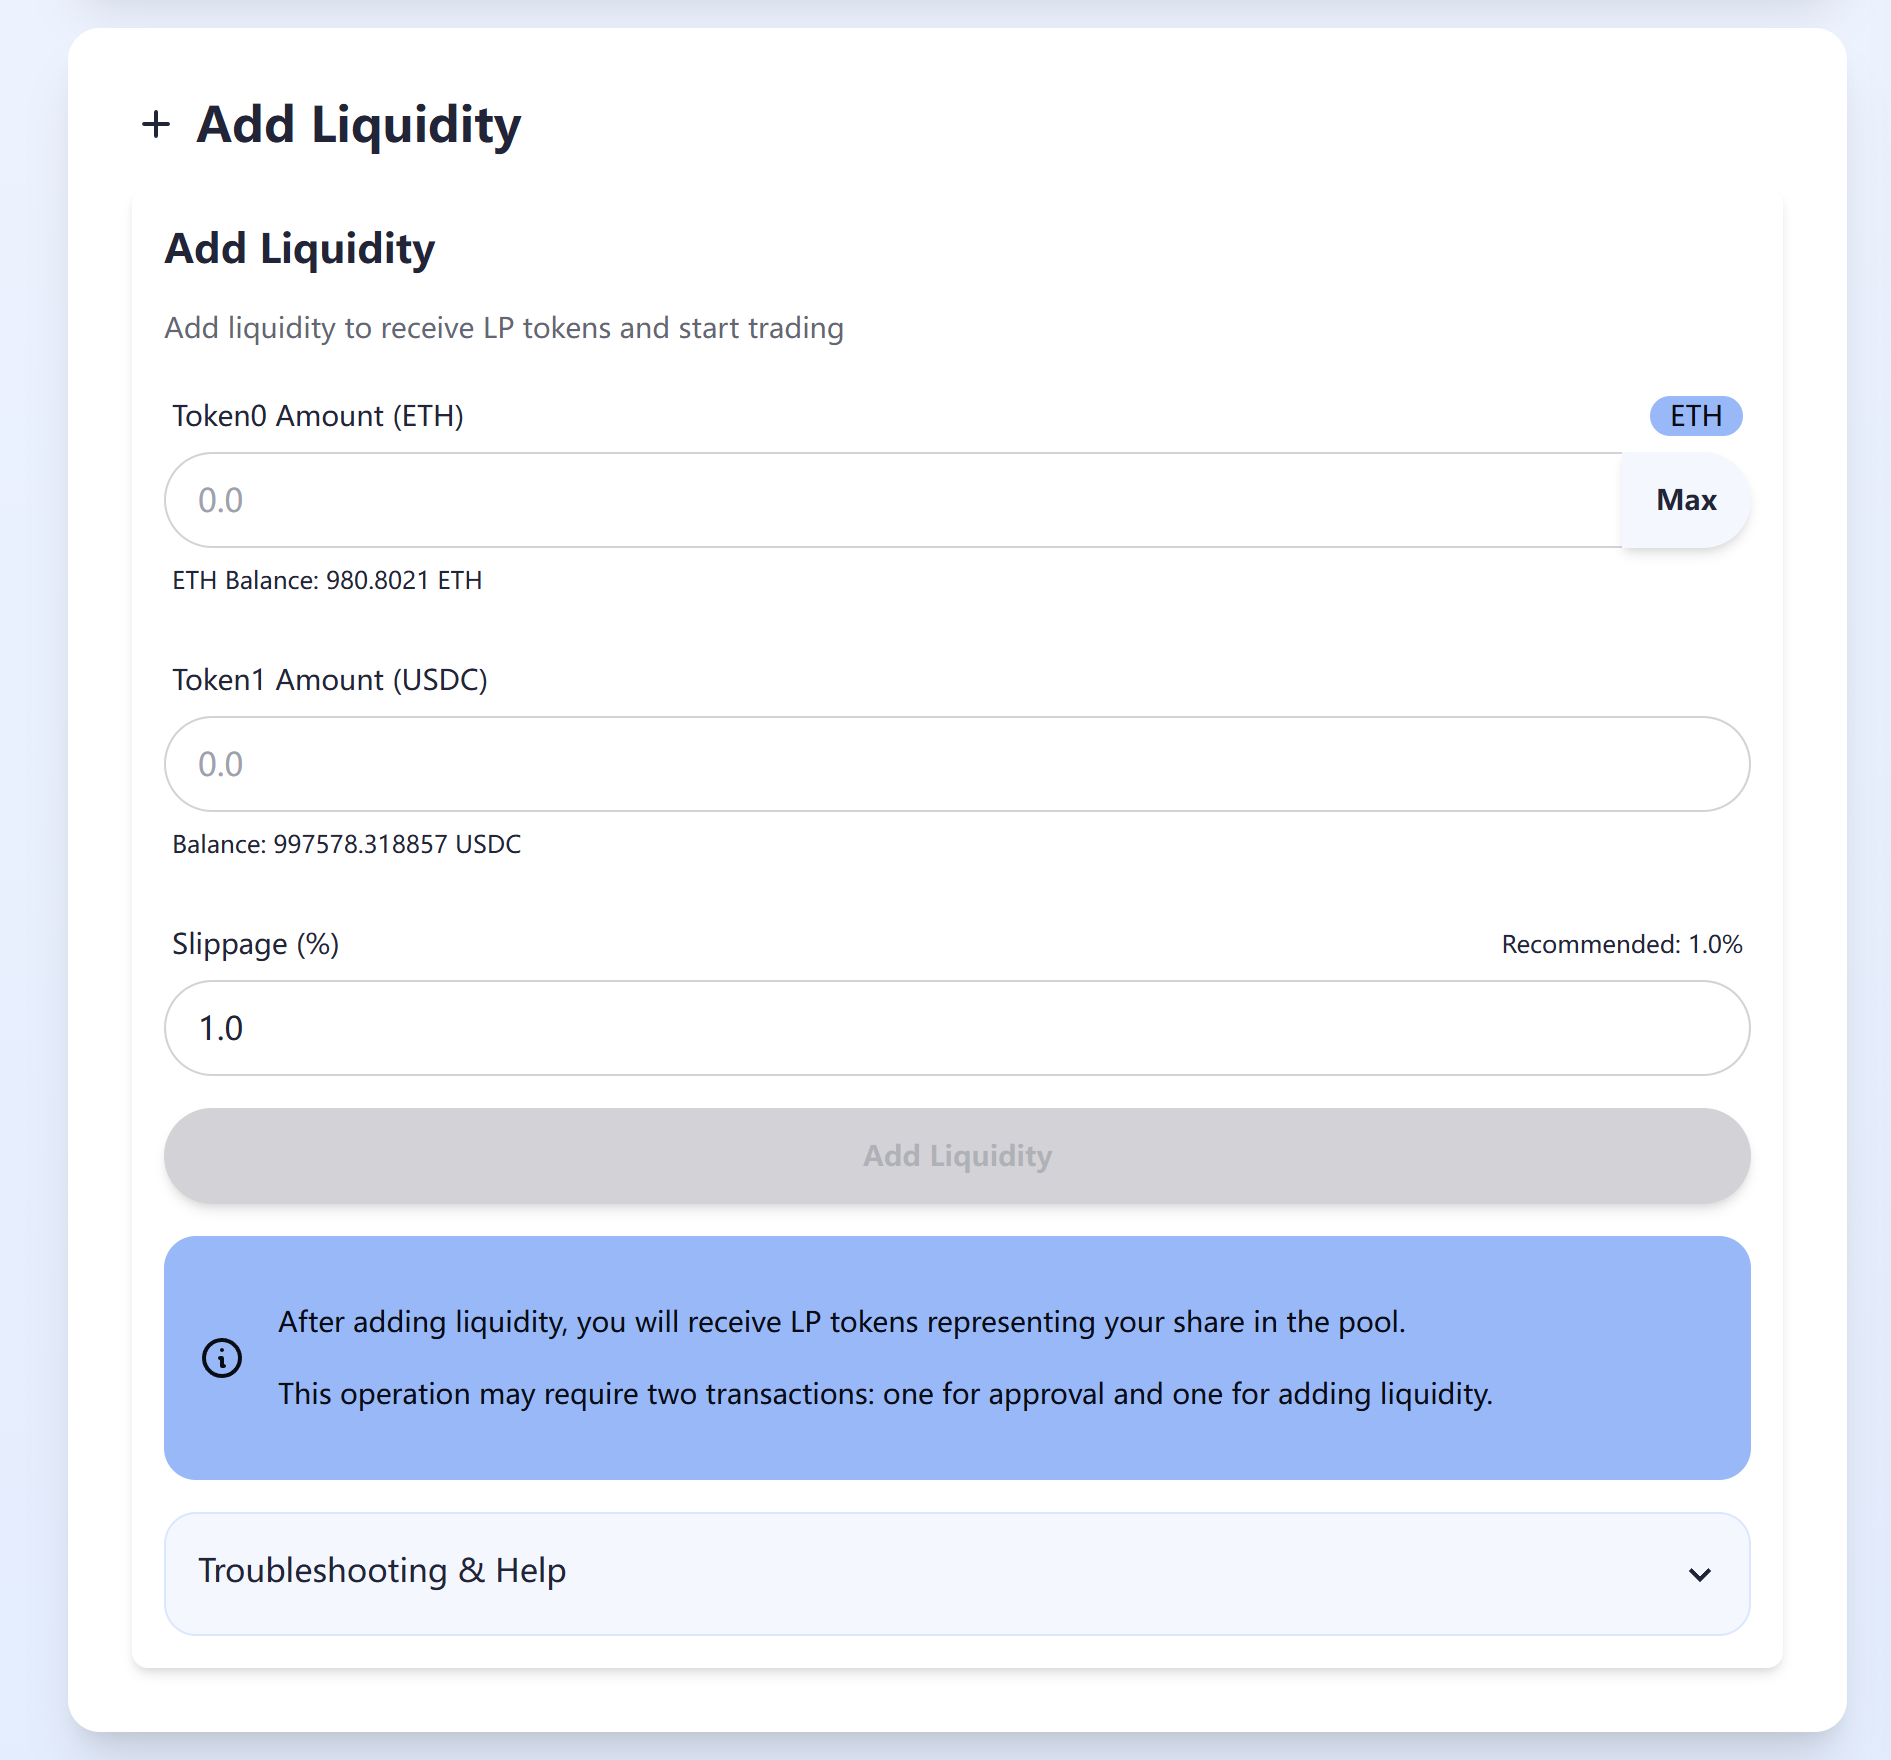 Add Liquidity
Add Liquidity
Add liquidity to receive LP tokens and start trading
Token0 Amount (ETH)
ETH
0.0
Max
ETH Balance: 980.8021 ETH
Token1 Amount (USDC)
0.0
Balance: 997578.318857 USDC
Slippage (%)
Recommended: 1.0%
1.0
Add Liquidity
After adding liquidity, you will receive LP tokens representing your share in the pool.
This operation may require two transactions: one for approval and one for adding liquidity.
Troubleshooting & Help